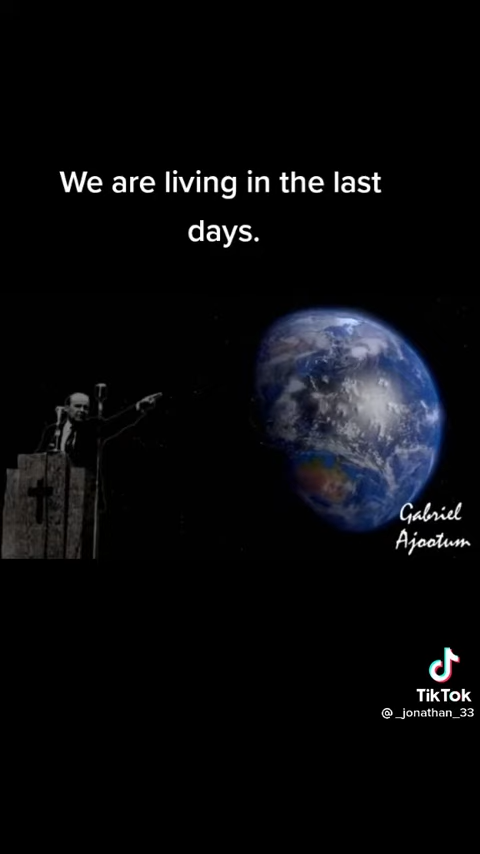 We are living in the last
days.
Gabriel
Ajootum
TikTok
@_jonathan_33